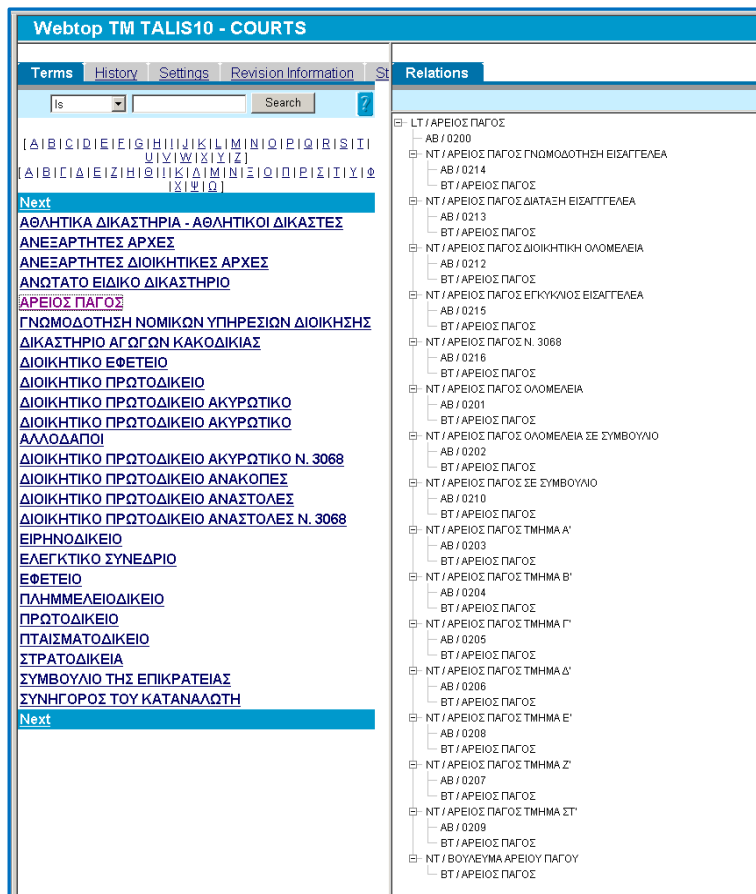 Webtop TM TALIS10 - COURTS
Terms History Settings Revision Information St
Is Search ?
[ A | B | C | D | E | F | G | H | I | J | K | L | M | N | O | P | Q | R | S | T |
U | V | W | X | Y | Z ]
[ Α | Β | Γ | Δ | Ε | Ζ | Η | Θ | Ι | Κ | Λ | Μ | Ν | Ξ | Ο | Π | Ρ | Σ | Τ | Υ | Φ
| Χ | Ψ | Ω ]
Next
ΑΘΛΗΤΙΚΑ ΔΙΚΑΣΤΗΡΙΑ - ΑΘΛΗΤΙΚΟΙ ΔΙΚΑΣΤΕΣ
ΑΝΕΞΑΡΤΗΤΕΣ ΑΡΧΕΣ
ΑΝΕΞΑΡΤΗΤΕΣ ΔΙΟΙΚΗΤΙΚΕΣ ΑΡΧΕΣ
ΑΝΩΤΑΤΟ ΕΙΔΙΚΟ ΔΙΚΑΣΤΗΡΙΟ
ΑΡΕΙΟΣ ΠΑΓΟΣ
ΓΝΩΜΟΔΟΤΗΣΗ ΝΟΜΙΚΩΝ ΥΠΗΡΕΣΙΩΝ ΔΙΟΙΚΗΣΗΣ
ΔΙΚΑΣΤΗΡΙΟ ΑΓΩΓΩΝ ΚΑΚΟΔΙΚΙΑΣ
ΔΙΟΙΚΗΤΙΚΟ ΕΦΕΤΕΙΟ
ΔΙΟΙΚΗΤΙΚΟ ΠΡΩΤΟΔΙΚΕΙΟ
ΔΙΟΙΚΗΤΙΚΟ ΠΡΩΤΟΔΙΚΕΙΟ ΑΚΥΡΩΤΙΚΟ
ΔΙΟΙΚΗΤΙΚΟ ΠΡΩΤΟΔΙΚΕΙΟ ΑΚΥΡΩΤΙΚΟ
ΑΛΛΟΔΑΠΟΙ
ΔΙΟΙΚΗΤΙΚΟ ΠΡΩΤΟΔΙΚΕΙΟ ΑΚΥΡΩΤΙΚΟ Ν. 3068
ΔΙΟΙΚΗΤΙΚΟ ΠΡΩΤΟΔΙΚΕΙΟ ΑΝΑΚΟΠΕΣ
ΔΙΟΙΚΗΤΙΚΟ ΠΡΩΤΟΔΙΚΕΙΟ ΑΝΑΣΤΟΛΕΣ
ΔΙΟΙΚΗΤΙΚΟ ΠΡΩΤΟΔΙΚΕΙΟ ΑΝΑΣΤΟΛΕΣ Ν. 3068
ΕΙΡΗΝΟΔΙΚΕΙΟ
ΕΛΕΓΚΤΙΚΟ ΣΥΝΕΔΡΙΟ
ΕΦΕΤΕΙΟ
ΠΛΗΜΜΕΛΕΙΟΔΙΚΕΙΟ
ΠΡΩΤΟΔΙΚΕΙΟ
ΠΤΑΙΣΜΑΤΟΔΙΚΕΙΟ
ΣΤΡΑΤΟΔΙΚΕΙΑ
ΣΥΜΒΟΥΛΙΟ ΤΗΣ ΕΠΙΚΡΑΤΕΙΑΣ
ΣΥΝΗΓΟΡΟΣ ΤΟΥ ΚΑΤΑΝΑΛΩΤΗ
Next
Relations
LT / ΑΡΕΙΟΣ ΠΑΓΟΣ
AB / 0200
NT / ΑΡΕΙΟΣ ΠΑΓΟΣ ΓΝΩΜΟΔΟΤΗΣΗ ΕΙΣΑΓΓΕΛΕΑ
AB / 0214
BT / ΑΡΕΙΟΣ ΠΑΓΟΣ
NT / ΑΡΕΙΟΣ ΠΑΓΟΣ ΔΙΑΤΑΞΗ ΕΙΣΑΓΓΓΕΛΕΑ
AB / 0213
BT / ΑΡΕΙΟΣ ΠΑΓΟΣ
NT / ΑΡΕΙΟΣ ΠΑΓΟΣ ΔΙΟΙΚΗΤΙΚΗ ΟΛΟΜΕΛΕΙΑ
AB / 0212
BT / ΑΡΕΙΟΣ ΠΑΓΟΣ
NT / ΑΡΕΙΟΣ ΠΑΓΟΣ ΕΓΚΥΚΛΙΟΣ ΕΙΣΑΓΓΕΛΕΑ
AB / 0215
BT / ΑΡΕΙΟΣ ΠΑΓΟΣ
NT / ΑΡΕΙΟΣ ΠΑΓΟΣ Ν. 3068
AB / 0216
BT / ΑΡΕΙΟΣ ΠΑΓΟΣ
NT / ΑΡΕΙΟΣ ΠΑΓΟΣ ΟΛΟΜΕΛΕΙΑ
AB / 0201
BT / ΑΡΕΙΟΣ ΠΑΓΟΣ
NT / ΑΡΕΙΟΣ ΠΑΓΟΣ ΟΛΟΜΕΛΕΙΑ ΣΕ ΣΥΜΒΟΥΛΙΟ
AB / 0202
BT / ΑΡΕΙΟΣ ΠΑΓΟΣ
NT / ΑΡΕΙΟΣ ΠΑΓΟΣ ΣΕ ΣΥΜΒΟΥΛΙΟ
AB / 0210
BT / ΑΡΕΙΟΣ ΠΑΓΟΣ
NT / ΑΡΕΙΟΣ ΠΑΓΟΣ ΤΜΗΜΑ Α'
AB / 0203
BT / ΑΡΕΙΟΣ ΠΑΓΟΣ
NT / ΑΡΕΙΟΣ ΠΑΓΟΣ ΤΜΗΜΑ Β'
AB / 0204
BT / ΑΡΕΙΟΣ ΠΑΓΟΣ
NT / ΑΡΕΙΟΣ ΠΑΓΟΣ ΤΜΗΜΑ Γ'
AB / 0205
BT / ΑΡΕΙΟΣ ΠΑΓΟΣ
NT / ΑΡΕΙΟΣ ΠΑΓΟΣ ΤΜΗΜΑ Δ'
AB / 0206
BT / ΑΡΕΙΟΣ ΠΑΓΟΣ
NT / ΑΡΕΙΟΣ ΠΑΓΟΣ ΤΜΗΜΑ Ε'
AB / 0208
BT / ΑΡΕΙΟΣ ΠΑΓΟΣ
NT / ΑΡΕΙΟΣ ΠΑΓΟΣ ΤΜΗΜΑ Ζ'
AB / 0207
BT / ΑΡΕΙΟΣ ΠΑΓΟΣ
NT / ΑΡΕΙΟΣ ΠΑΓΟΣ ΤΜΗΜΑ ΣΤ'
AB / 0209
BT / ΑΡΕΙΟΣ ΠΑΓΟΣ
NT / ΒΟΥΛΕΥΜΑ ΑΡΕΙΟΥ ΠΑΓΟΥ
BT / ΑΡΕΙΟΣ ΠΑΓΟΣ